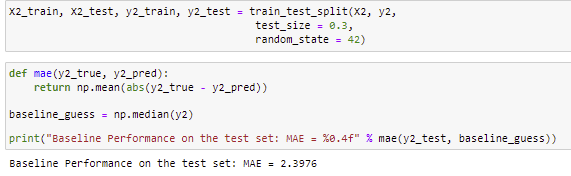 X2_train, X2_test, y2_train, y2_test = train_test_split(X2, y2,
test_size = 0.3,
random_state = 42)
def mae(y2_true, y2_pred):
return np.mean(abs(y2_true - y2_pred))
baseline_guess = np.median(y2)
print("Baseline Performance on the test set: MAE = %0.4f" % mae(y2_test, baseline_guess))
Baseline Performance on the test set: MAE = 2.3976